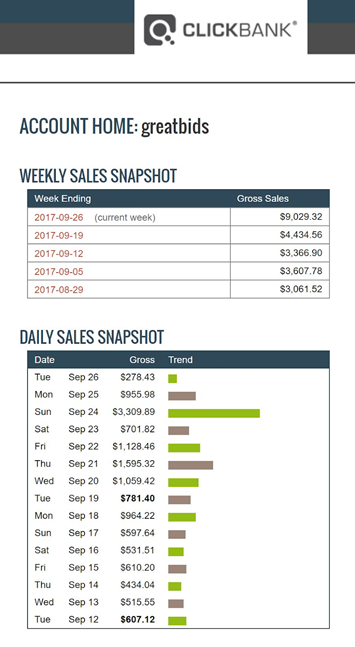 CLICKBANK®
ACCOUNT HOME: greatbids
WEEKLY SALES SNAPSHOT
Week Ending Gross Sales
2017-09-26 (current week) $9,029.32
2017-09-19 $4,434.56
2017-09-12 $3,366.90
2017-09-05 $3,607.78
2017-08-29 $3,061.52
DAILY SALES SNAPSHOT
Date Gross Trend
Tue Sep 26 $278.43
Mon Sep 25 $955.98
Sun Sep 24 $3,309.89
Sat Sep 23 $701.82
Fri Sep 22 $1,128.46
Thu Sep 21 $1,595.32
Wed Sep 20 $1,059.42
Tue Sep 19 $781.40
Mon Sep 18 $964.22
Sun Sep 17 $597.64
Sat Sep 16 $531.51
Fri Sep 15 $610.20
Thu Sep 14 $434.04
Wed Sep 13 $515.55
Tue Sep 12 $607.12